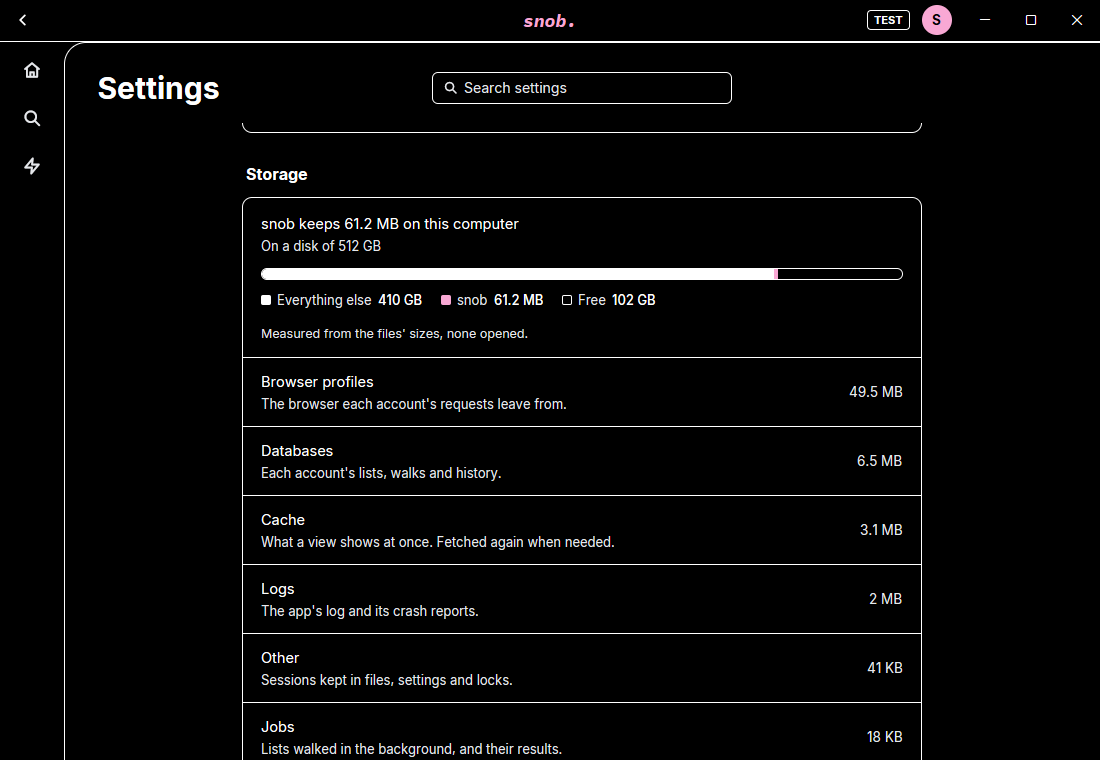 snob.
TEST
S
Settings
Search settings
Storage
snob keeps 61.2 MB on this computer
On a disk of 512 GB
Everything else 410 GB snob 61.2 MB Free 102 GB
Measured from the files' sizes, none opened.
Browser profiles
The browser each account's requests leave from.
49.5 MB
Databases
Each account's lists, walks and history.
6.5 MB
Cache
What a view shows at once. Fetched again when needed.
3.1 MB
Logs
The app's log and its crash reports.
2 MB
Other
Sessions kept in files, settings and locks.
41 KB
Jobs
Lists walked in the background, and their results.
18 KB